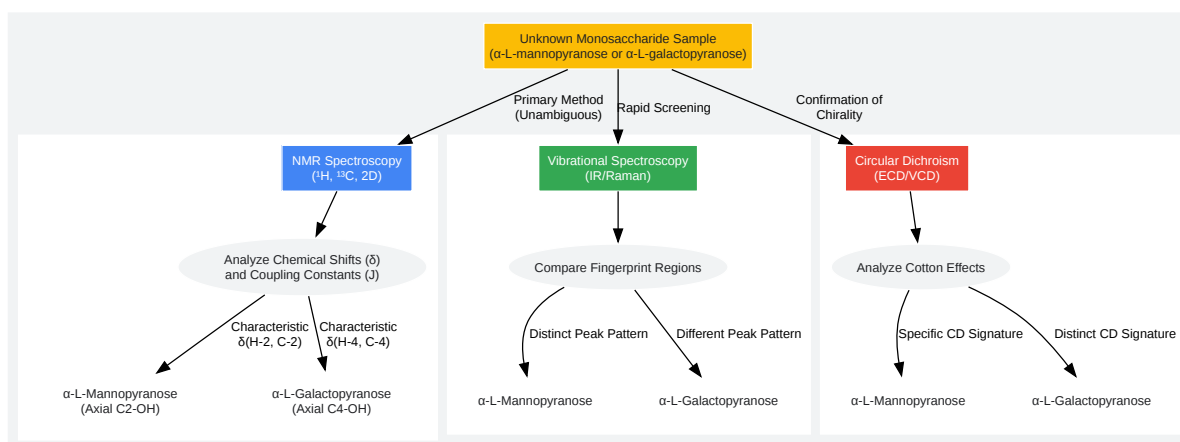 Unknown Monosaccharide Sample
(α-L-mannopyranose or α-L-galactopyranose)
Primary Method
(Unambiguous)
Rapid Screening
Confirmation of
Chirality
NMR Spectroscopy
(¹H, ¹³C, 2D)
Vibrational Spectroscopy
(IR/Raman)
Circular Dichroism
(ECD/VCD)
Analyze Chemical Shifts (δ)
and Coupling Constants (J)
Compare Fingerprint Regions
Analyze Cotton Effects
Characteristic
δ(H-2, C-2)
Characteristic
δ(H-4, C-4)
Distinct Peak Pattern
Different Peak Pattern
Specific CD Signature
Distinct CD Signature
α-L-Mannopyranose
(Axial C2-OH)
α-L-Galactopyranose
(Axial C4-OH)
α-L-Mannopyranose
α-L-Galactopyranose
α-L-Mannopyranose
α-L-Galactopyranose